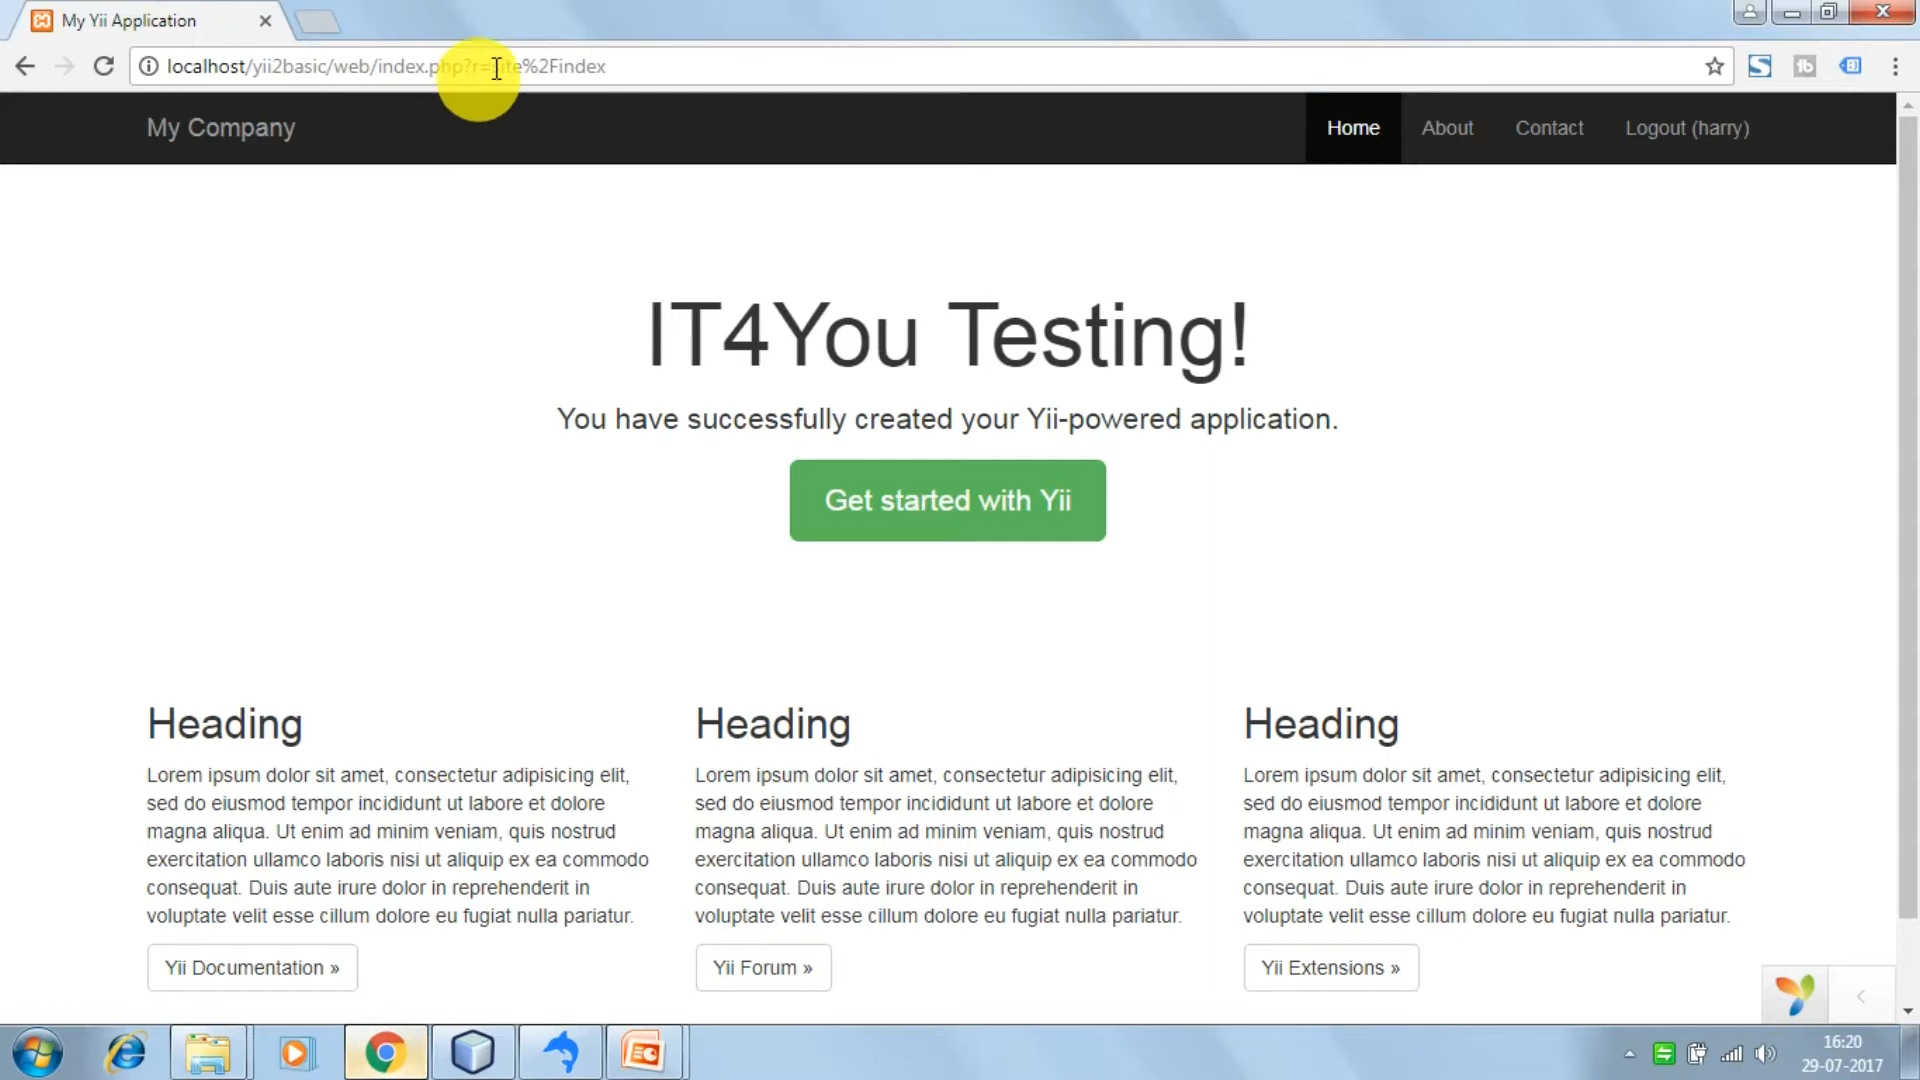 My Yii Application
localhost/yii2basic/web/index.php?r=site%2Findex
My Company
Home
About
Contact
Logout (harry)
IT4You Testing!
You have successfully created your Yii-powered application.
Get started with Yii
Heading
Lorem ipsum dolor sit amet, consectetur adipisicing elit,
sed do eiusmod tempor incididunt ut labore et dolore
magna aliqua. Ut enim ad minim veniam, quis nostrud
exercitation ullamco laboris nisi ut aliquip ex ea commodo
consequat. Duis aute irure dolor in reprehenderit in
voluptate velit esse cillum dolore eu fugiat nulla pariatur.
Yii Documentation »
Heading
Lorem ipsum dolor sit amet, consectetur adipisicing elit,
sed do eiusmod tempor incididunt ut labore et dolore
magna aliqua. Ut enim ad minim veniam, quis nostrud
exercitation ullamco laboris nisi ut aliquip ex ea commodo
consequat. Duis aute irure dolor in reprehenderit in
voluptate velit esse cillum dolore eu fugiat nulla pariatur.
Yii Forum »
Heading
Lorem ipsum dolor sit amet, consectetur adipisicing elit,
sed do eiusmod tempor incididunt ut labore et dolore
magna aliqua. Ut enim ad minim veniam, quis nostrud
exercitation ullamco laboris nisi ut aliquip ex ea commodo
consequat. Duis aute irure dolor in reprehenderit in
voluptate velit esse cillum dolore eu fugiat nulla pariatur.
Yii Extensions »
16:20
29-07-2017